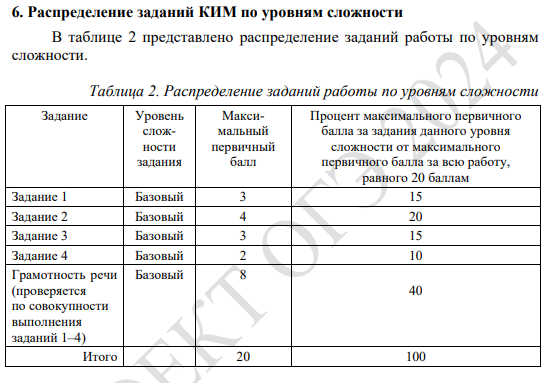 6. Распределение заданий КИМ по уровням сложности
В таблице 2 представлено распределение заданий работы по уровням
сложности.
Таблица 2. Распределение заданий работы по уровням сложности
Задание
Уровень
слож-
ности
задания
Макси-
мальный
первичный
балл
Процент максимального первичного
балла за задания данного уровня
сложности от максимального
первичного балла за всю работу,
равного 20 баллам
Задание 1 Базовый 3 15
Задание 2 Базовый 4 20
Задание 3 Базовый 3 15
Задание 4 Базовый 2 10
Грамотность речи Базовый 8
(проверяется 40
по совокупности
выполнения
заданий 1–4)
Итого 20 100
ЕКТ ОГЭ 2024